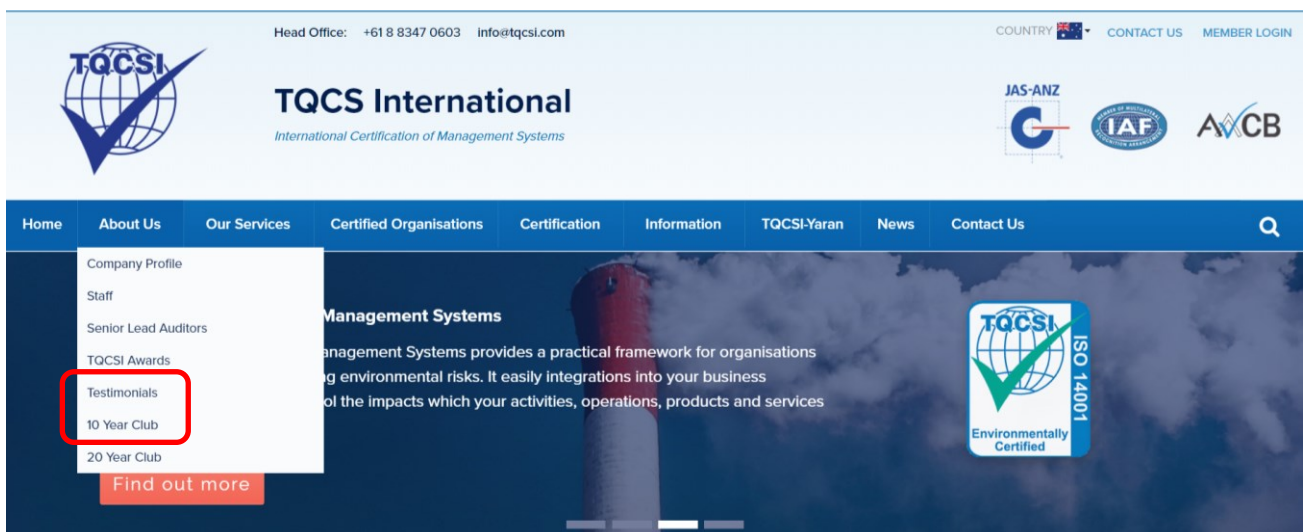 Head Office: +61 8 8347 0603 info@tqcsi.com
COUNTRY CONTACT US MEMBER LOGIN
TQCSI
TQCS International
International Certification of Management Systems
JAS-ANZ
C
IAF
AWCB
Home About Us Our Services Certified Organisations Certification Information TQCSI-Yaran News Contact Us
Company Profile
Staff
Senior Lead Auditors
TQCSI Awards
Testimonials
10 Year Club
20 Year Club
Management Systems
anagement Systems provides a practical framework for organisations
g environmental risks. It easily integrations into your business
ol the impacts which your activities, operations, products and services
Find out more
TQCSI
ISO 14001
Environmentally
Certified